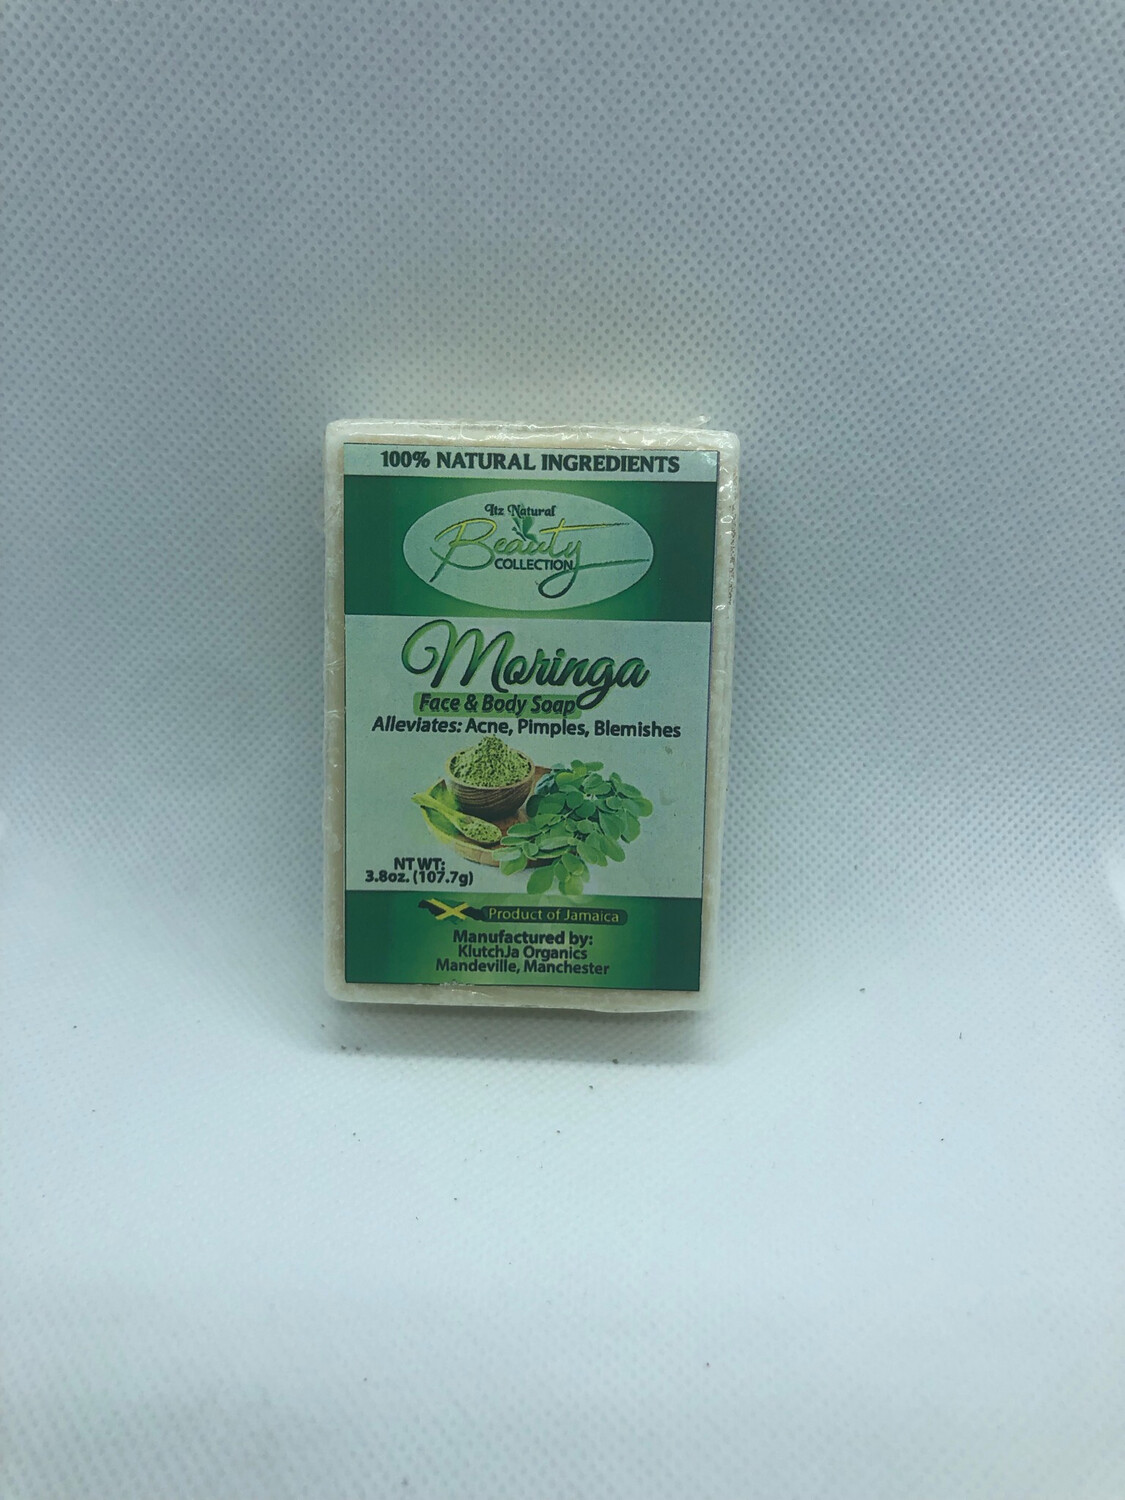 100% NATURAL INGREDIENTS
Itz Natural
Beauty
COLLECTION
Moringa
Face & Body Soap
Alleviates: Acne, Pimples, Blemishes
NT WT:
3.8oz. (107.7g)
Product of Jamaica
Manufactured by:
KlutchJa Organics
Mandeville, Manchester